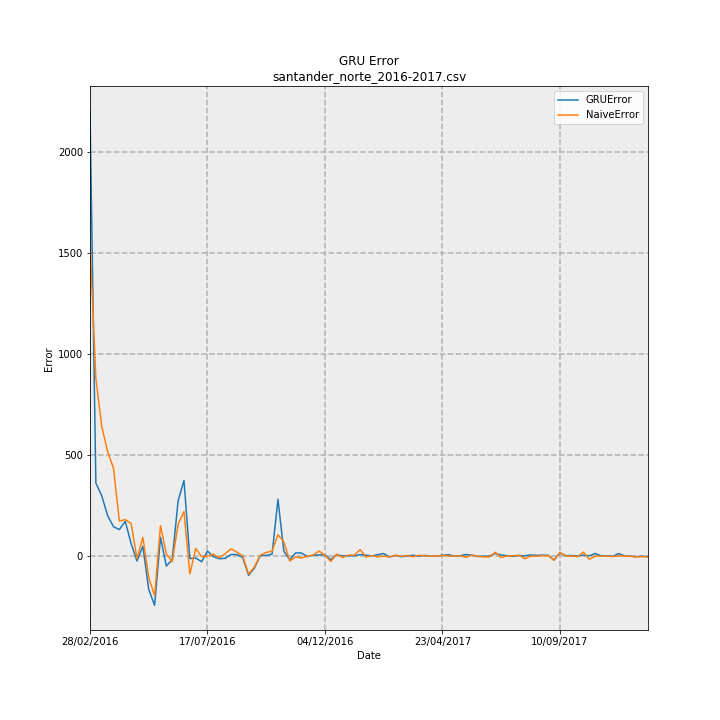 GRU Error
santander_norte_2016-2017.csv
GRUError
NaiveError
2000
1500
1000
500
0
Error
28/02/2016
17/07/2016
04/12/2016
23/04/2017
10/09/2017
Date